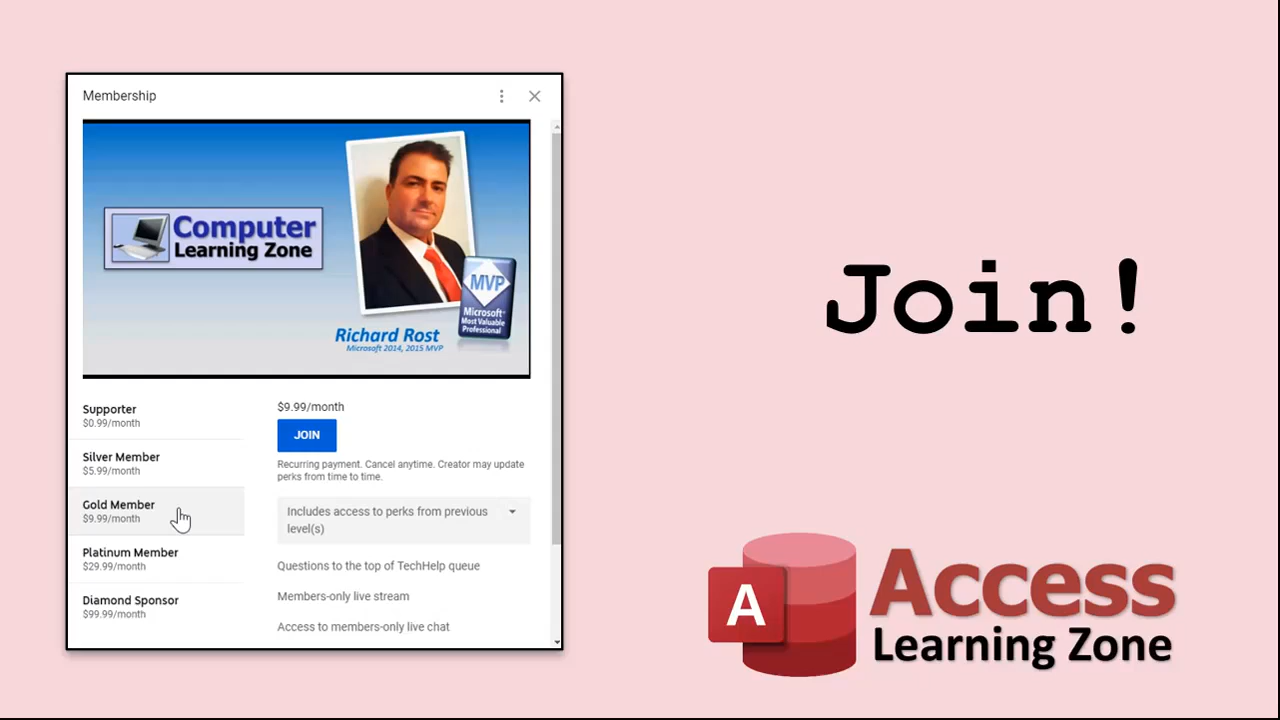 Membership
Computer
Learning Zone
MVP
Microsoft®
Most Valuable
Professional
Richard Rost
Microsoft 2014, 2015 MVP
Supporter
$0.99/month
Silver Member
$5.99/month
Gold Member
$9.99/month
Platinum Member
$29.99/month
Diamond Sponsor
$99.99/month
$9.99/month
JOIN
Recurring payment. Cancel anytime. Creator may update
perks from time to time.
Includes access to perks from previous
level(s)
Questions to the top of TechHelp queue
Members-only live stream
Access to members-only live chat
Join!
A
Access
Learning Zone